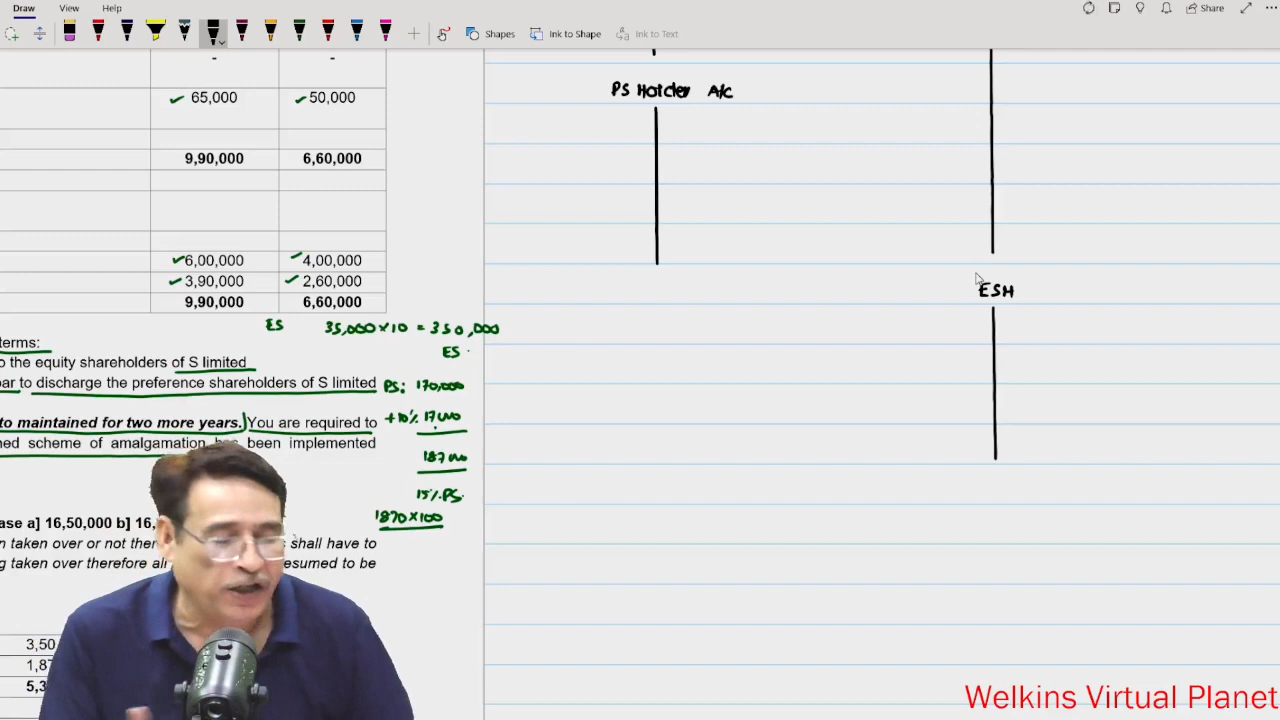 Draw View Help
Share
Shapes Ink to Shape Ink to Text
- -
65,000 50,000
9,90,000 6,60,000
6,00,000 4,00,000
3,90,000 2,60,000
9,90,000 6,60,000
ES 35,000 × 10 = 350,000
terms:
ES
to the equity shareholders of S limited
par to discharge the preference shareholders of S limited
PS: 170,000
to maintained for two more years. You are required to
+10% 17000
ned scheme of amalgamation has been implemented
187000
15% PS.
1870×100
ase a] 16,50,000 b] 16,
n taken over or not ther shall have to
g taken over therefore all esumed to be
3,50
1,87
5,3
PS Holder A/c
ESH
Welkins Virtual Planet